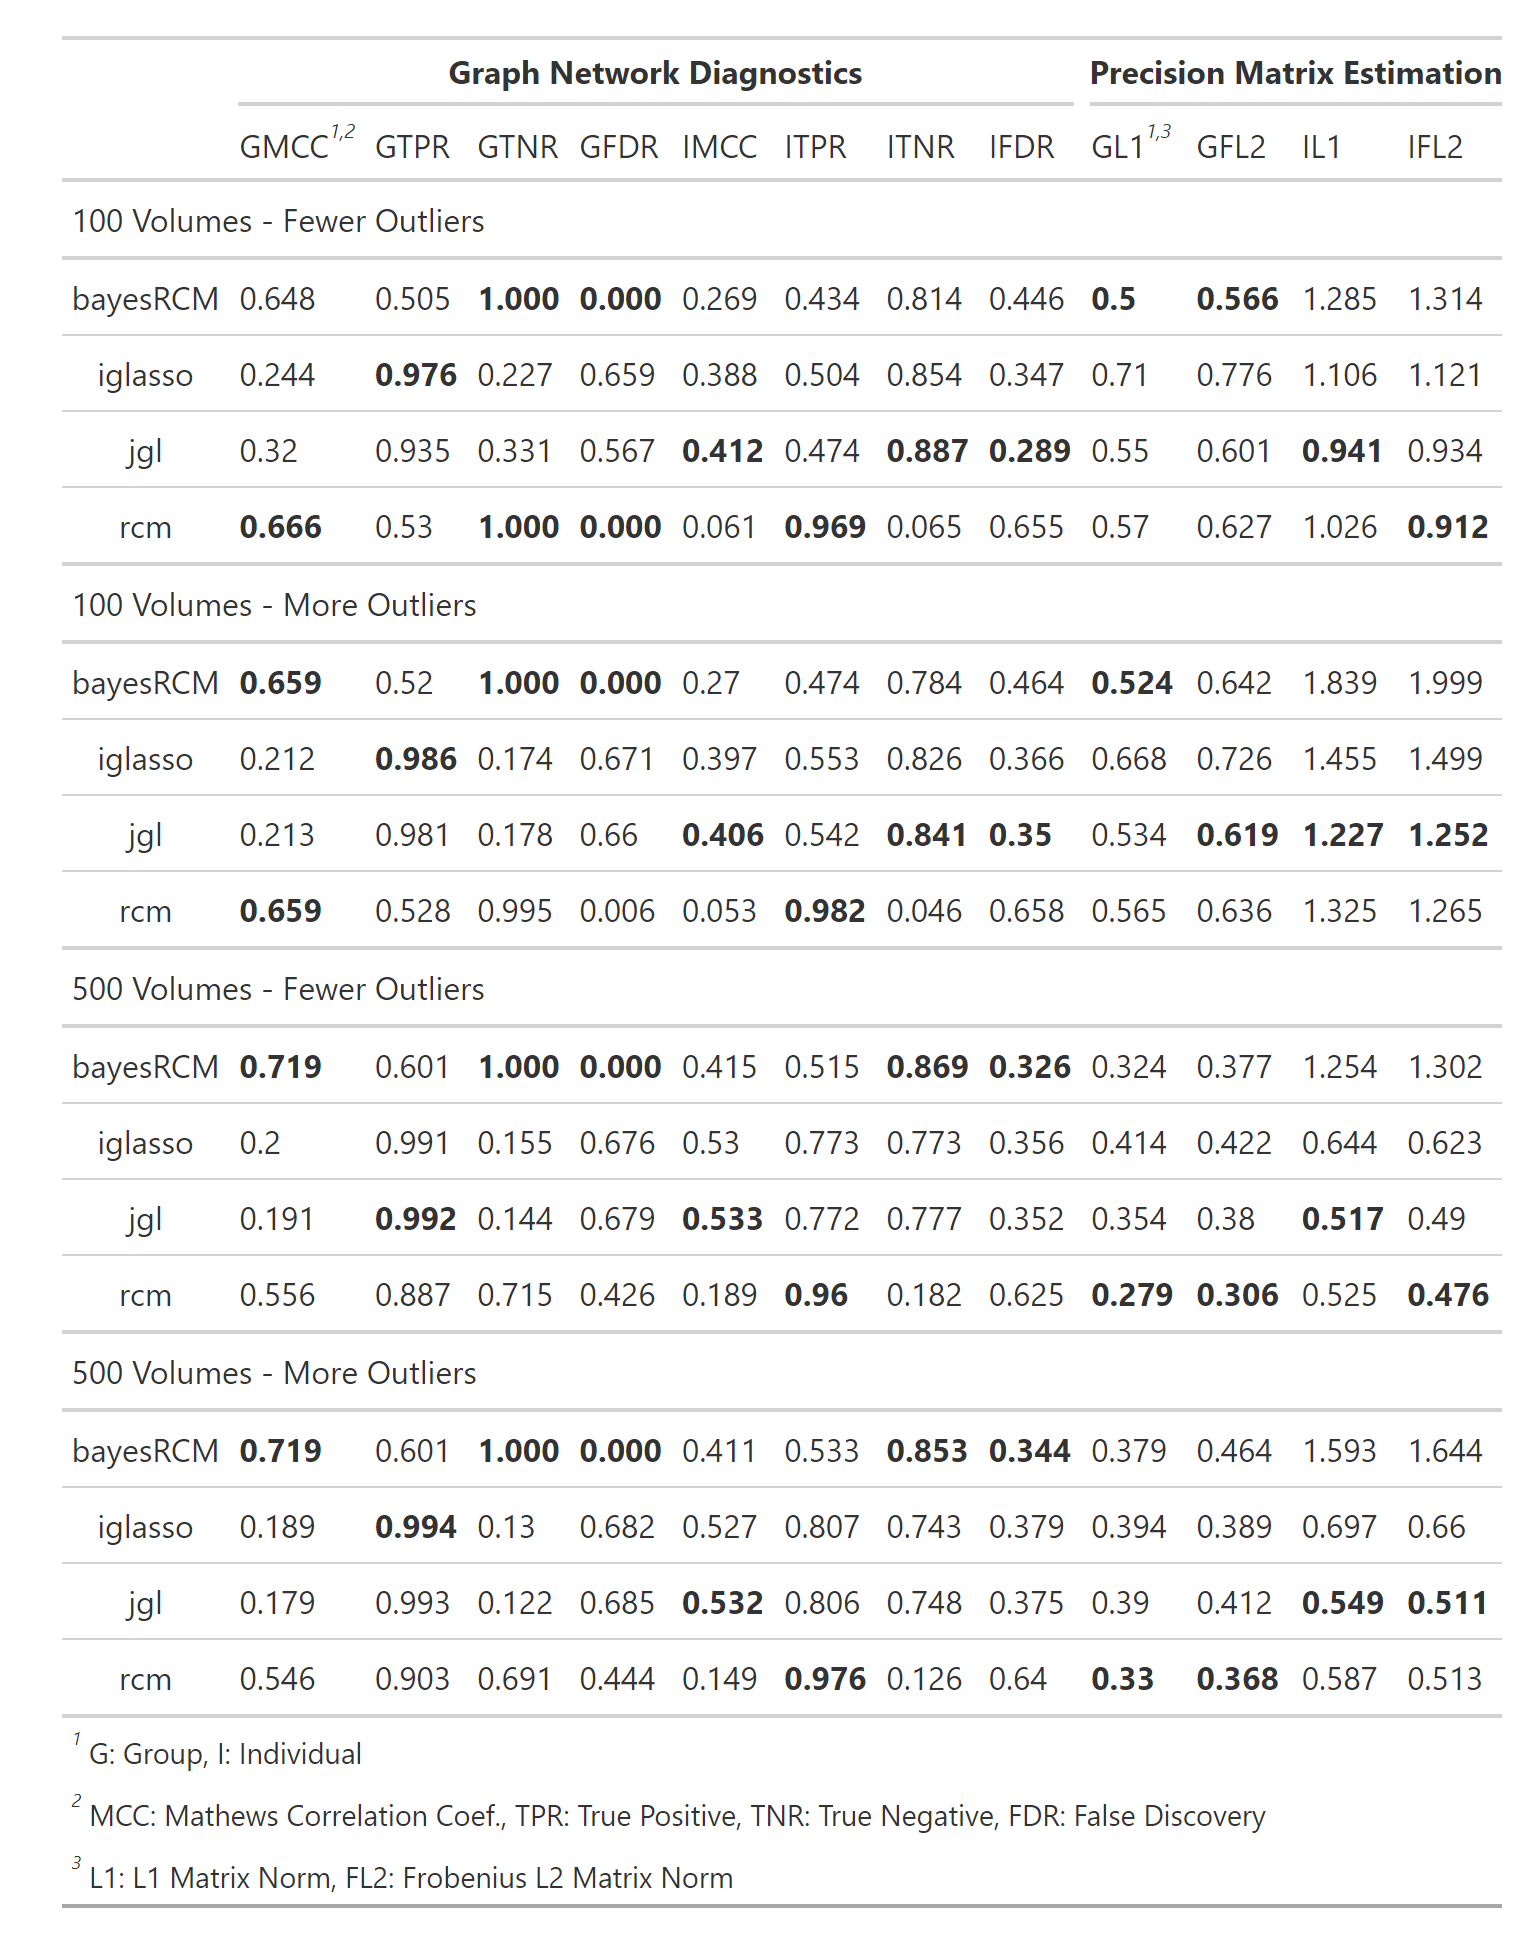 Graph Network Diagnostics Precision Matrix Estimation
GMCC1,2 GTPR GTNR GFDR IMCC ITPR ITNR IFDR GL11,3 GFL2 IL1 IFL2
100 Volumes - Fewer Outliers
bayesRCM 0.648 0.505 1.000 0.000 0.269 0.434 0.814 0.446 0.5 0.566 1.285 1.314
iglasso 0.244 0.976 0.227 0.659 0.388 0.504 0.854 0.347 0.71 0.776 1.106 1.121
jgl 0.32 0.935 0.331 0.567 0.412 0.474 0.887 0.289 0.55 0.601 0.941 0.934
rcm 0.666 0.53 1.000 0.000 0.061 0.969 0.065 0.655 0.57 0.627 1.026 0.912
100 Volumes - More Outliers
bayesRCM 0.659 0.52 1.000 0.000 0.27 0.474 0.784 0.464 0.524 0.642 1.839 1.999
iglasso 0.212 0.986 0.174 0.671 0.397 0.553 0.826 0.366 0.668 0.726 1.455 1.499
jgl 0.213 0.981 0.178 0.66 0.406 0.542 0.841 0.35 0.534 0.619 1.227 1.252
rcm 0.659 0.528 0.995 0.006 0.053 0.982 0.046 0.658 0.565 0.636 1.325 1.265
500 Volumes - Fewer Outliers
bayesRCM 0.719 0.601 1.000 0.000 0.415 0.515 0.869 0.326 0.324 0.377 1.254 1.302
iglasso 0.2 0.991 0.155 0.676 0.53 0.773 0.773 0.356 0.414 0.422 0.644 0.623
jgl 0.191 0.992 0.144 0.679 0.533 0.772 0.777 0.352 0.354 0.38 0.517 0.49
rcm 0.556 0.887 0.715 0.426 0.189 0.96 0.182 0.625 0.279 0.306 0.525 0.476
500 Volumes - More Outliers
bayesRCM 0.719 0.601 1.000 0.000 0.411 0.533 0.853 0.344 0.379 0.464 1.593 1.644
iglasso 0.189 0.994 0.13 0.682 0.527 0.807 0.743 0.379 0.394 0.389 0.697 0.66
jgl 0.179 0.993 0.122 0.685 0.532 0.806 0.748 0.375 0.39 0.412 0.549 0.511
rcm 0.546 0.903 0.691 0.444 0.149 0.976 0.126 0.64 0.33 0.368 0.587 0.513
1 G: Group, I: Individual
2 MCC: Mathews Correlation Coef., TPR: True Positive, TNR: True Negative, FDR: False Discovery
3 L1: L1 Matrix Norm, FL2: Frobenius L2 Matrix Norm